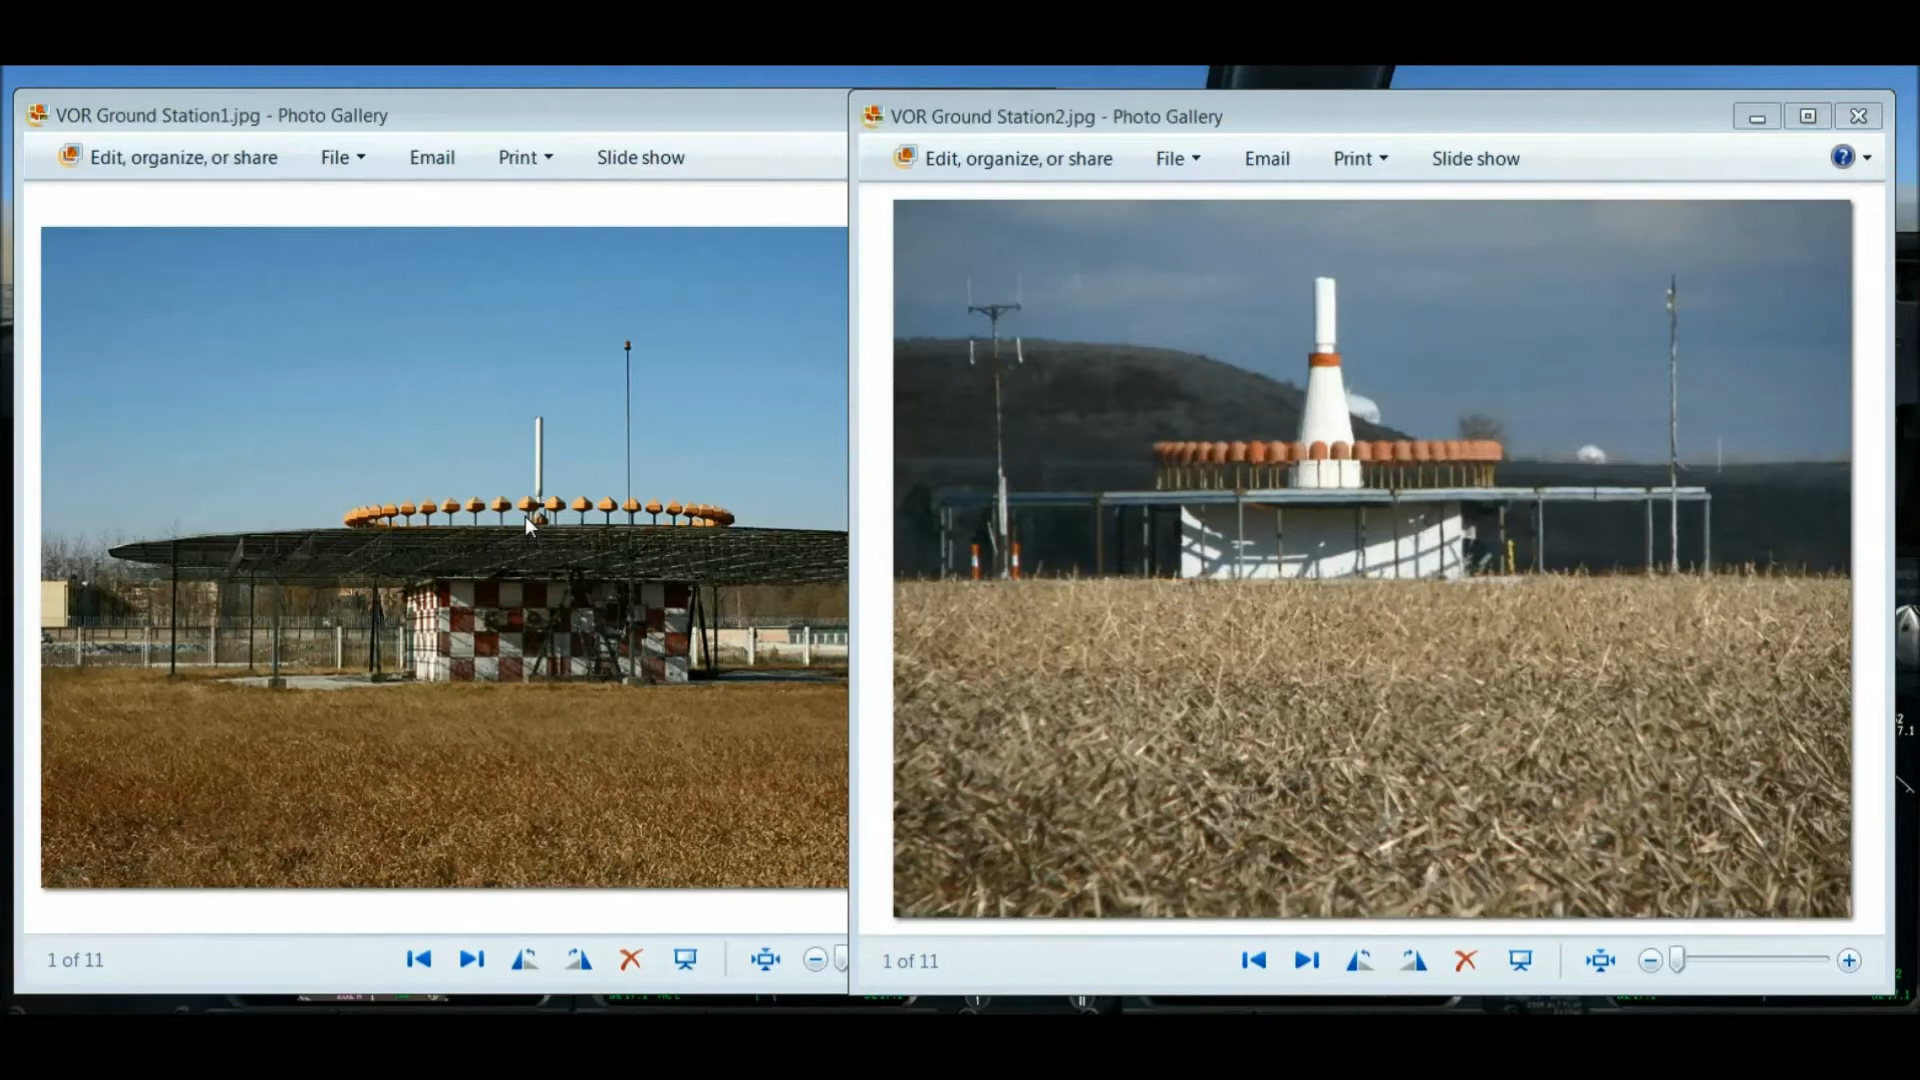 VOR Ground Station1.jpg - Photo Gallery
Edit, organize, or share File Email Print Slide show
1 of 11
VOR Ground Station2.jpg - Photo Gallery
Edit, organize, or share File Email Print Slide show
1 of 11